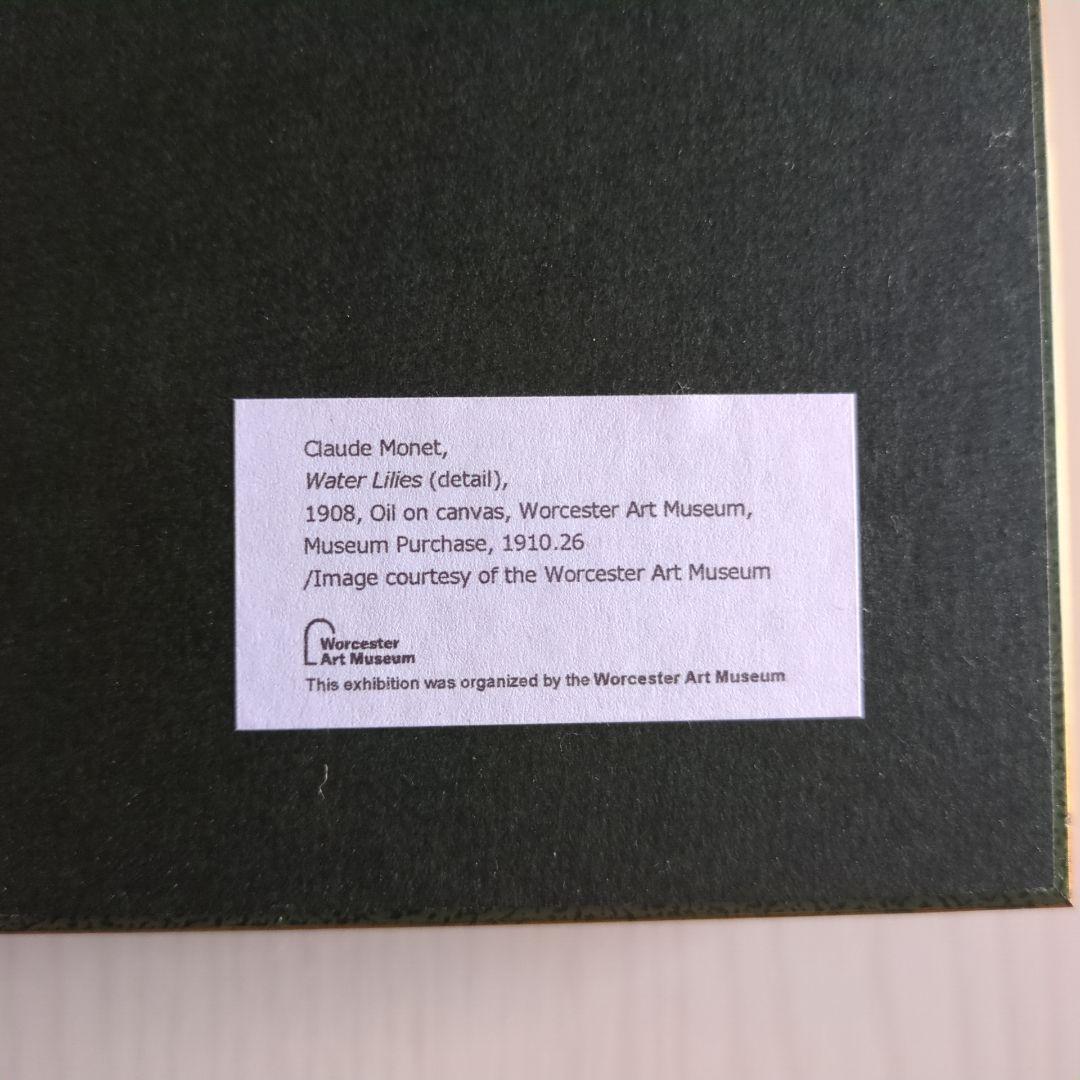 Claude Monet,
Water Lilies (detail),
1908, Oil on canvas, Worcester Art Museum,
Museum Purchase, 1910.26
/Image courtesy of the Worcester Art Museum
Worcester
Art Museum
This exhibition was organized by the Worcester Art Museum